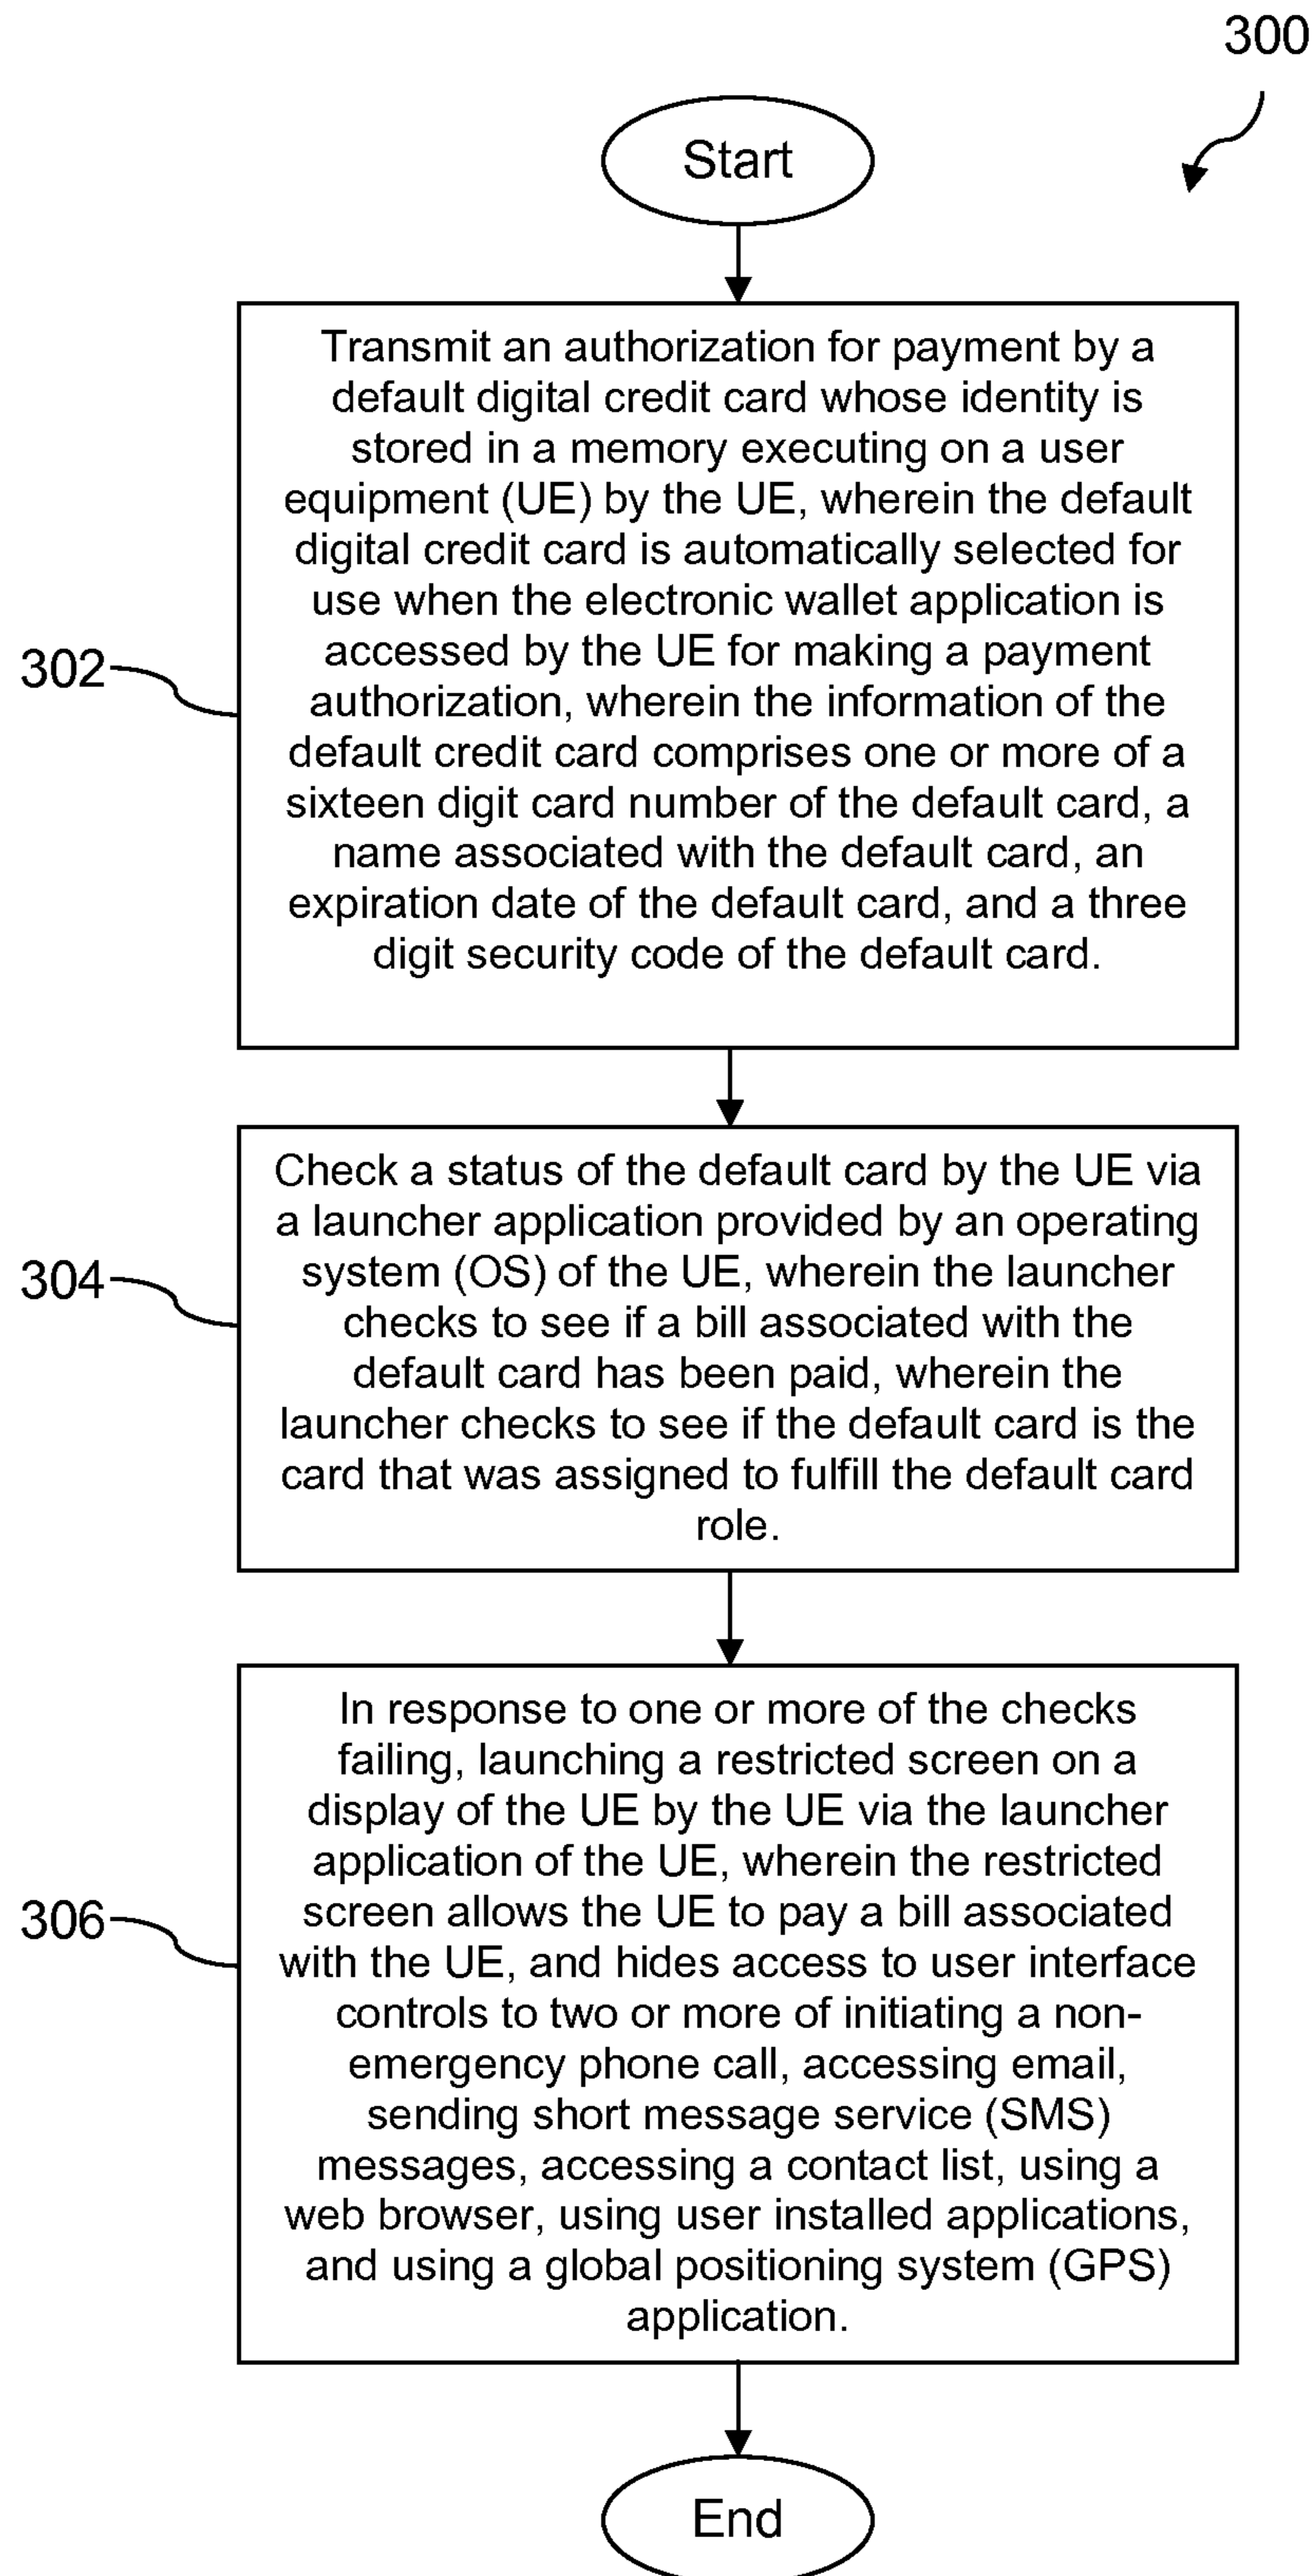 300
Start
Transmit an authorization for payment by a
default digital credit card whose identity is
stored in a memory executing on a user
equipment (UE) by the UE, wherein the default
digital credit card is automatically selected for
use when the electronic wallet application is
accessed by the UE for making a payment
authorization, wherein the information of the
default credit card comprises one or more of a
sixteen digit card number of the default card, a
name associated with the default card, an
expiration date of the default card, and a three
digit security code of the default card.
302
Check a status of the default card by the UE via
a launcher application provided by an operating
system (OS) of the UE, wherein the launcher
checks to see if a bill associated with the
default card has been paid, wherein the
launcher checks to see if the default card is the
card that was assigned to fulfill the default card
role.
304
In response to one or more of the checks
failing, launching a restricted screen on a
display of the UE by the UE via the launcher
application of the UE, wherein the restricted
screen allows the UE to pay a bill associated
with the UE, and hides access to user interface
controls to two or more of initiating a non-
emergency phone call, accessing email,
sending short message service (SMS)
messages, accessing a contact list, using a
web browser, using user installed applications,
and using a global positioning system (GPS)
application.
306
End